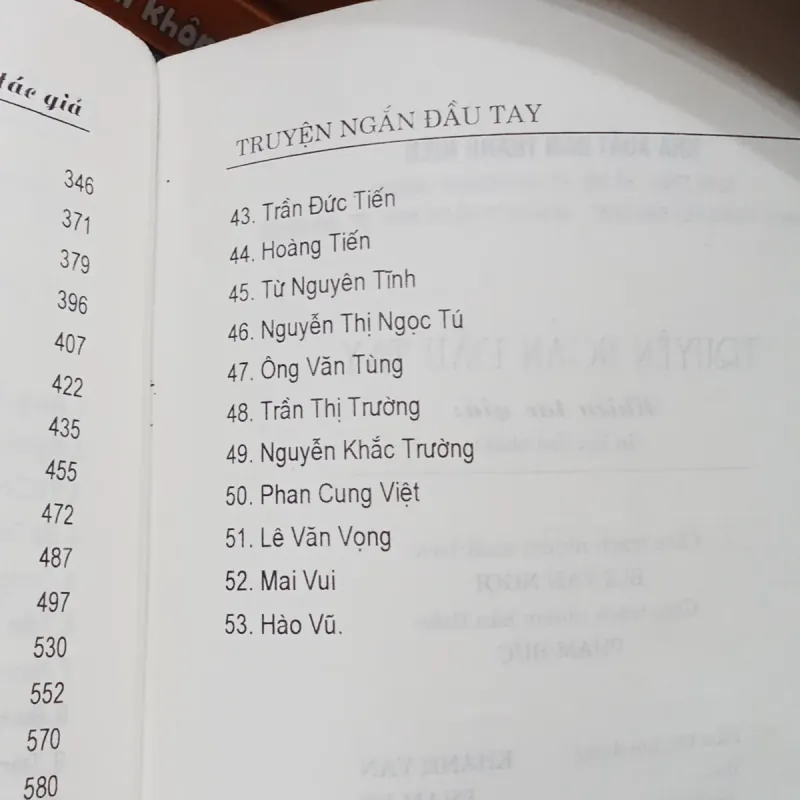 khôn
tác giả
346
371
379
396
407
422
435
455
472
487
497
530
552
570
580
TRUYỆN NGẮN ĐẦU TAY
43. Trần Đức Tiến
44. Hoàng Tiến
45. Từ Nguyên Tĩnh
46. Nguyễn Thị Ngọc Tú
47. Ông Văn Tùng
48. Trần Thị Trường
49. Nguyễn Khắc Trường
50. Phan Cung Việt
51. Lê Văn Vọng
52. Mai Vui
53. Hào Vũ.